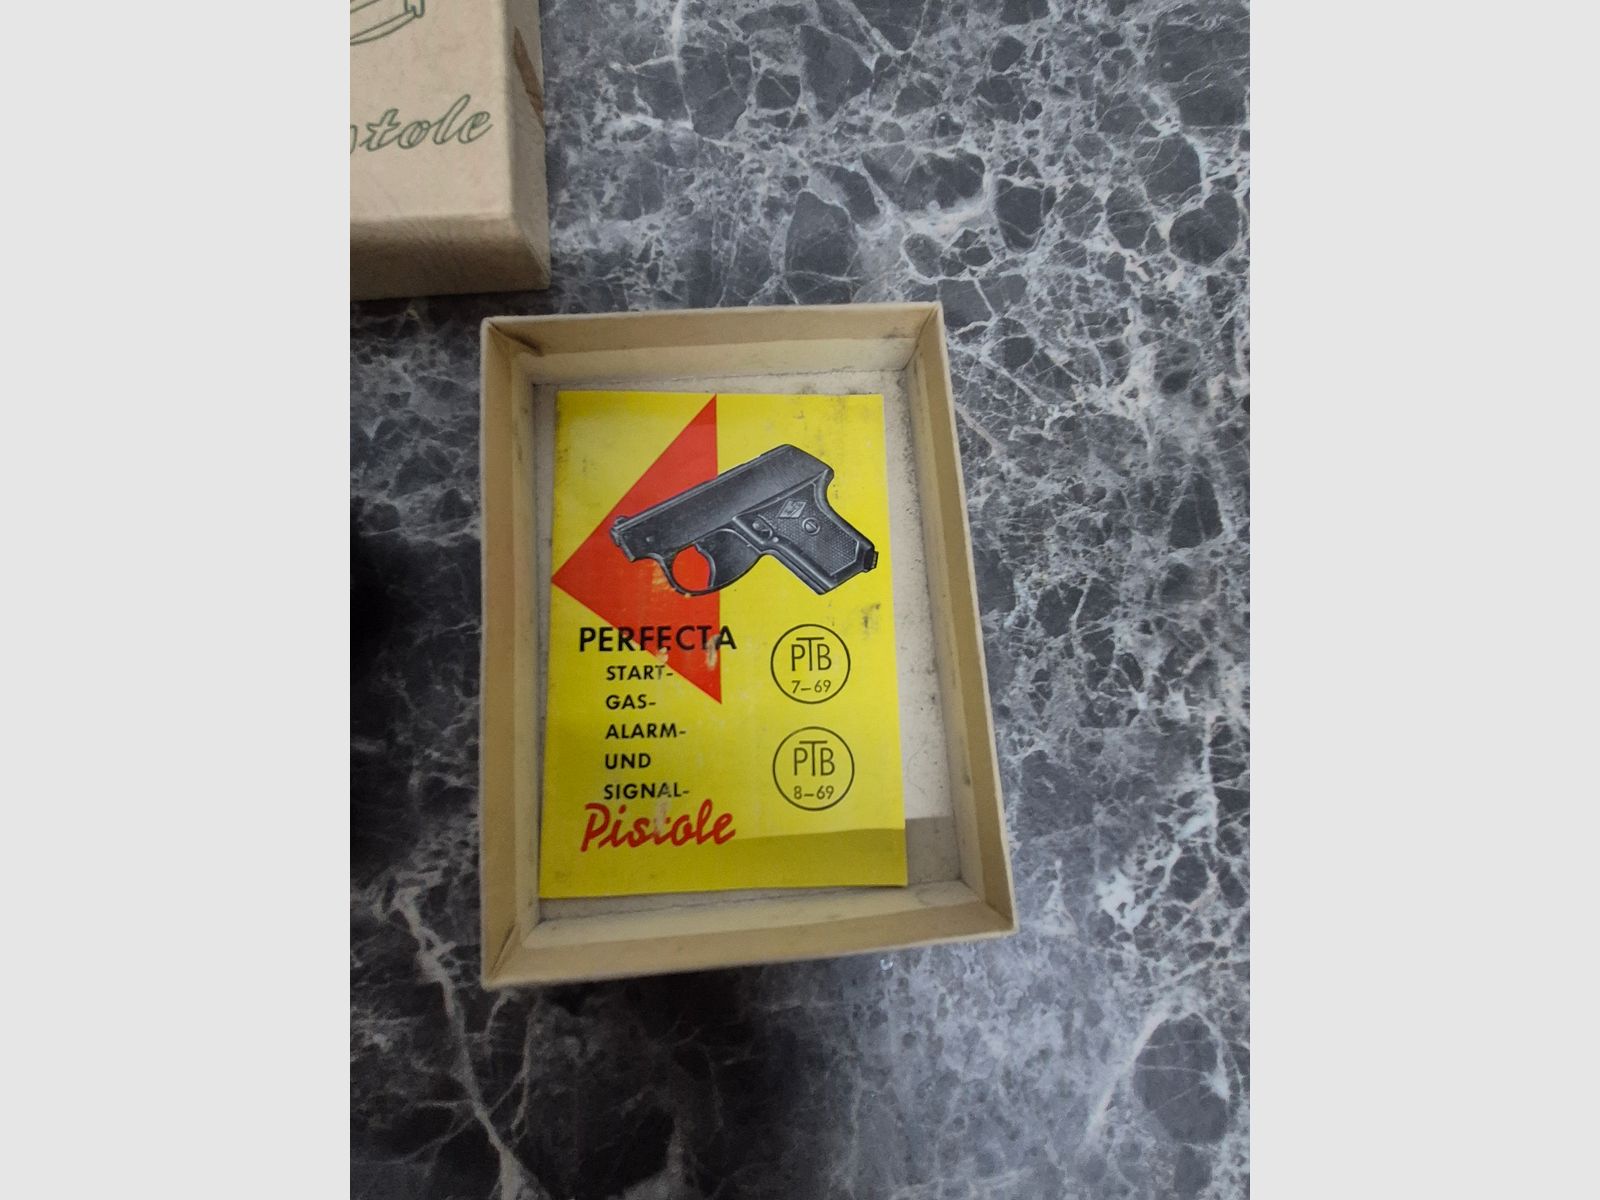 PERFECTA
START-
GAS-
ALARM-
UND
SIGNAL-
Pistole
PTB
7–69
PTB
8–69